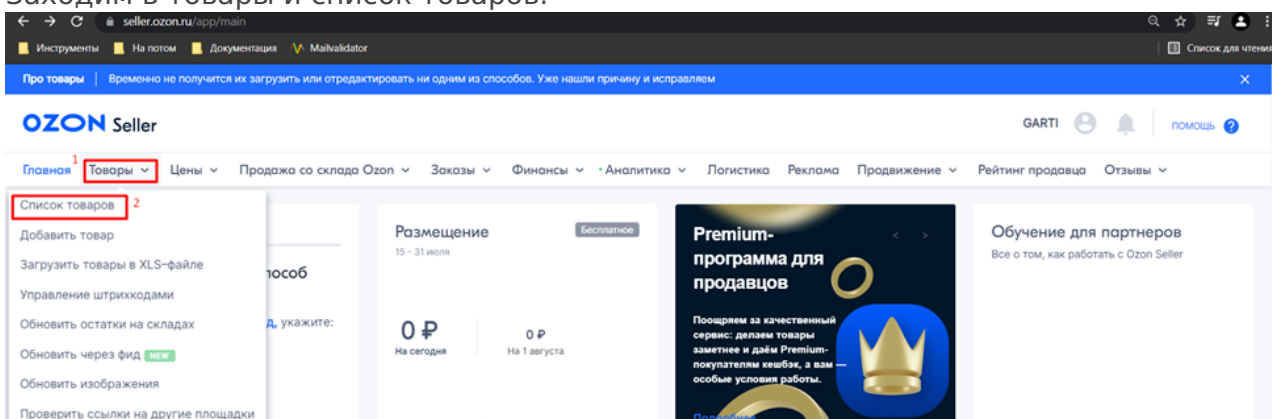 Заходим в товары и список товаров.
seller.ozon.ru/app/main
Инструменты На потом Документация Mailvalidator Список для чтения
Про товары Временно не получится их загрузить или отредактировать ни одним из способов. Уже нашли причину и исправляем
OZON Seller GARTI помощь ?
Главная 1 Товары Цены Продажа со склада Ozon Заказы Финансы Аналитика Логистика Реклама Продвижение Рейтинг продавца Отзывы
Список товаров 2
Добавить товар
Загрузить товары в XLS-файле
Управление штрихкодами
Обновить остатки на складах
Обновить через фид NEW
Обновить изображения
Проверить ссылки на другие площадки
укажите:
Размещение Бесплатное
15 - 31 июля
0 ₽ 0 ₽
На сегодня На 1 августа
Premium-
программа для
продавцов
Поощряем за качественный
сервис: делаем товары
заметнее и даём Premium-
покупателям кешбэк, а вам —
особые условия работы.
Подробнее
Обучение для партнеров
Все о том, как работать с Ozon Seller